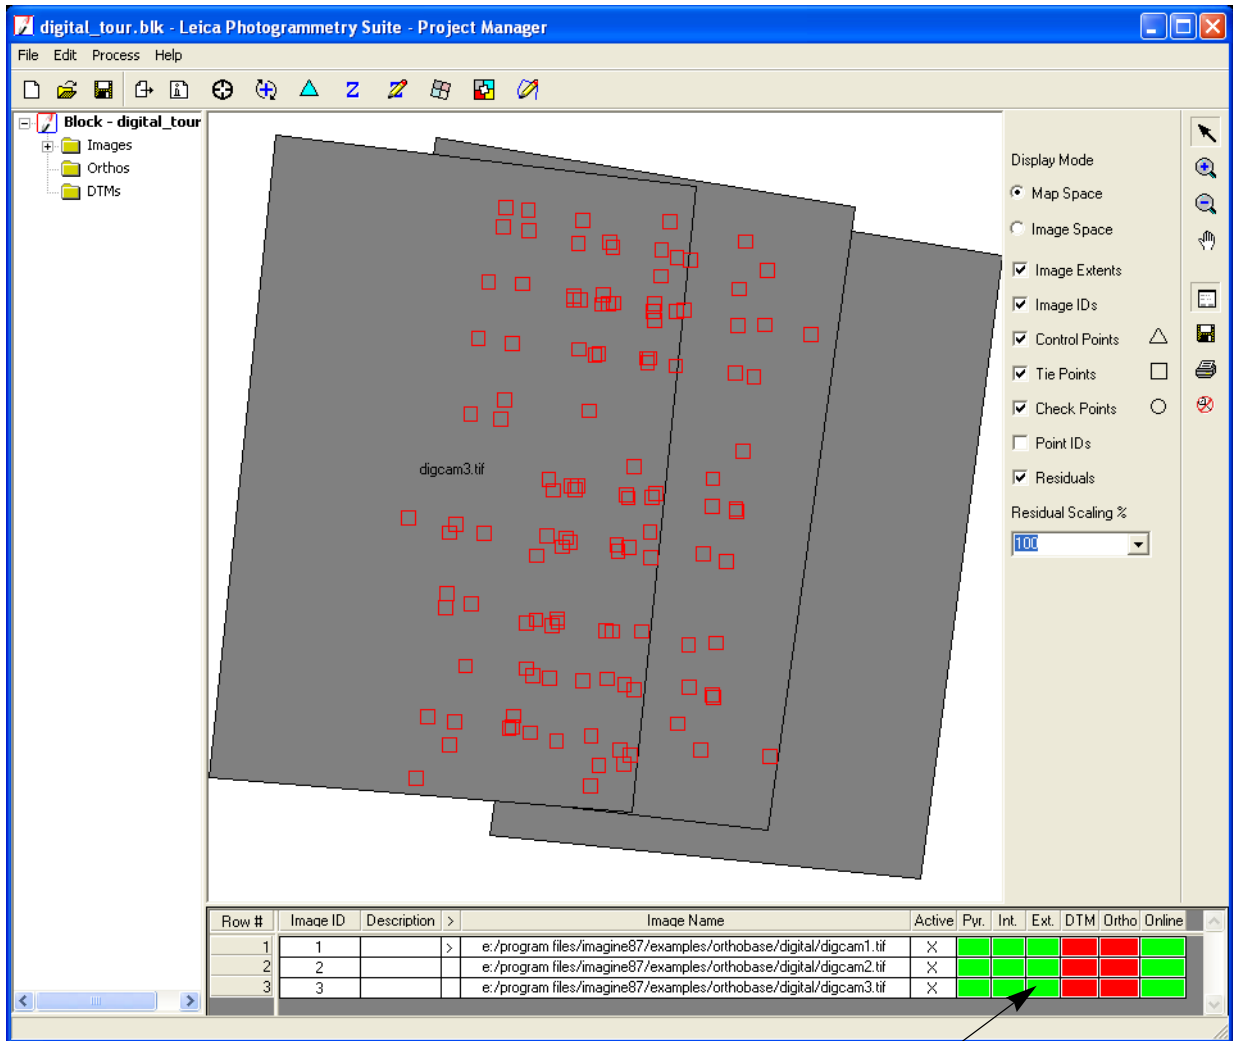 digital_tour.blk - Leica Photogrammetry Suite - Project Manager
File Edit Process Help
Block - digital_tour
Images
Orthos
DTMs
digcam3.tif
Display Mode
Map Space
Image Space
Image Extents
Image IDs
Control Points
Tie Points
Check Points
Point IDs
Residuals
Residual Scaling %
100
Row # Image ID Description > Image Name Active Pyr. Int. Ext. DTM Ortho Online
1 1 > e:/program files/imagine87/examples/orthobase/digital/digcam1.tif X
2 2 e:/program files/imagine87/examples/orthobase/digital/digcam2.tif X
3 3 e:/program files/imagine87/examples/orthobase/digital/digcam3.tif X